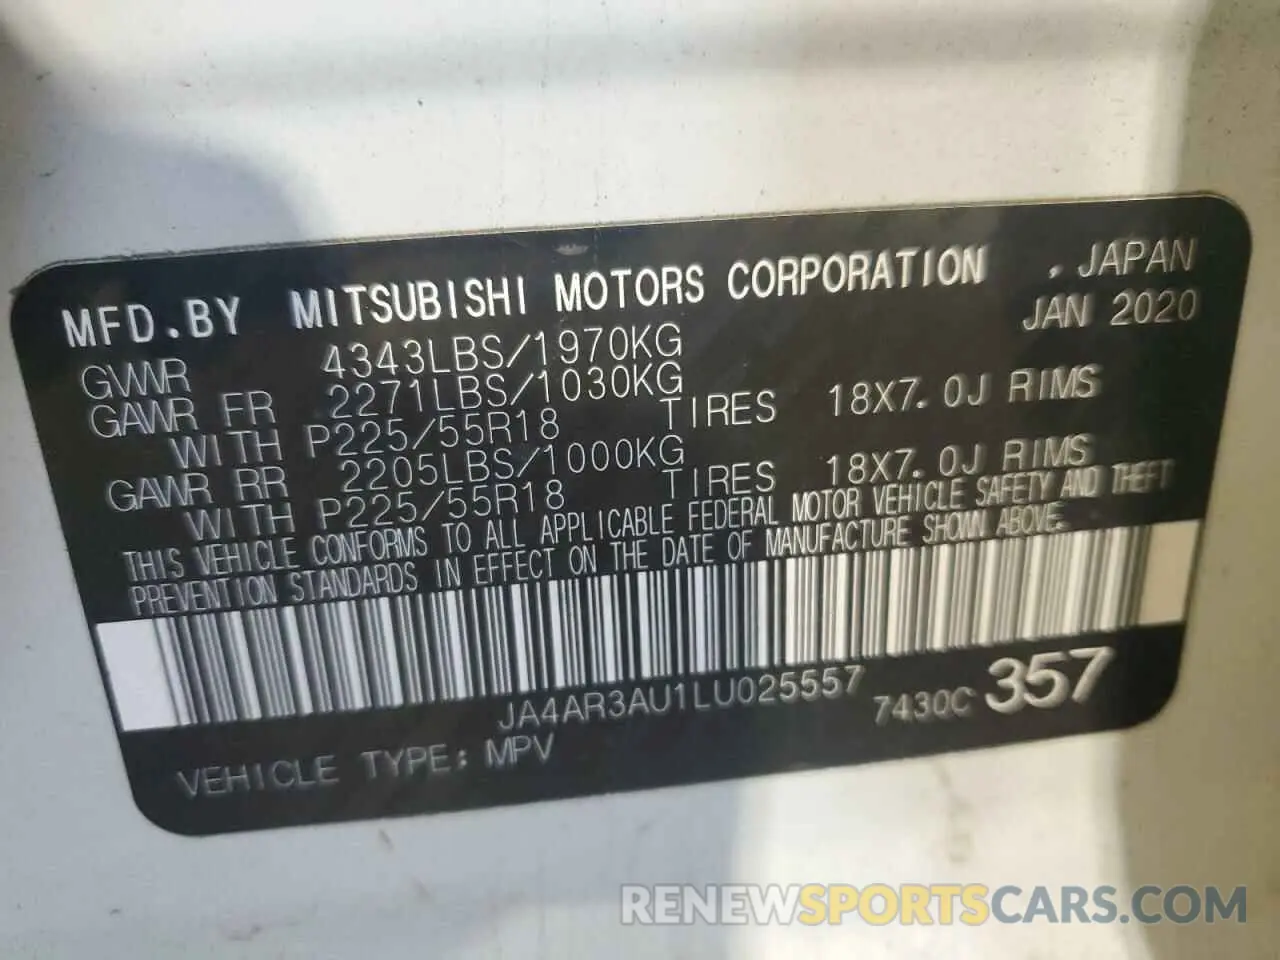 MFD.BY MITSUBISHI MOTORS CORPORATION , JAPAN
JAN 2020
GVWR 4343LBS/1970KG
GAWR FR 2271LBS/1030KG
WITH P225/55R18 TIRES 18X7.0J RIMS
GAWR RR 2205LBS/1000KG
WITH P225/55R18 TIRES 18X7.0J RIMS
THIS VEHICLE CONFORMS TO ALL APPLICABLE FEDERAL MOTOR VEHICLE SAFETY AND THEFT
PREVENTION STANDARDS IN EFFECT ON THE DATE OF MANUFACTURE SHOWN ABOVE.
JA4AR3AU1LU025557 7430C 357
VEHICLE TYPE: MPV
RENEWSPORTSCARS.COM